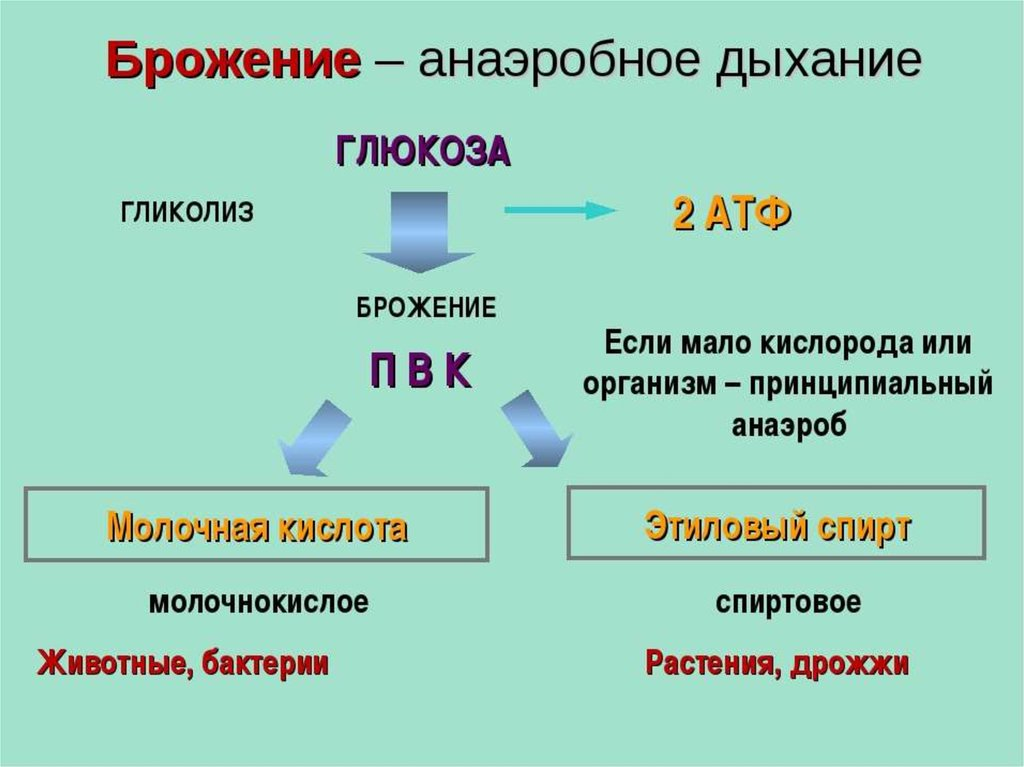 Брожение – анаэробное дыхание
ГЛЮКОЗА
ГЛИКОЛИЗ
2 АТФ
БРОЖЕНИЕ
П В К
Если мало кислорода или
организм – принципиальный
анаэроб
Молочная кислота
Этиловый спирт
молочнокислое
спиртовое
Животные, бактерии
Растения, дрожжи